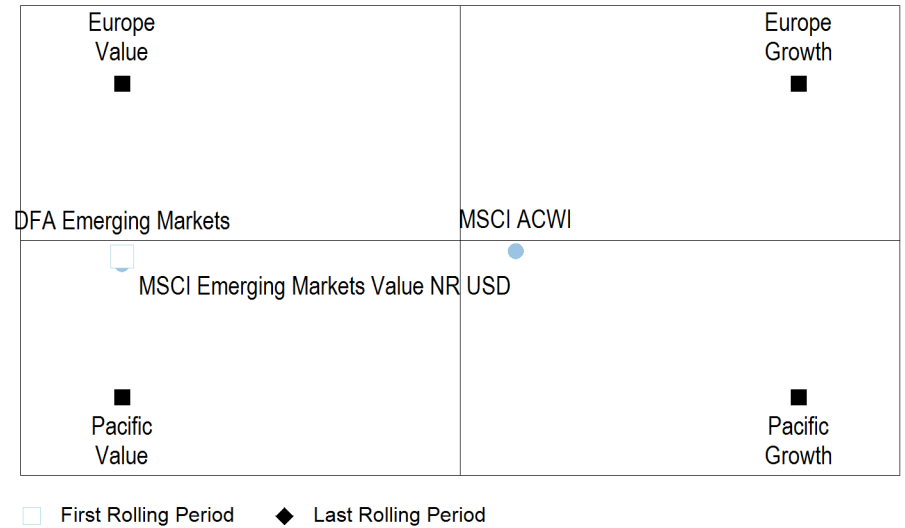 Europe
Value
Europe
Growth
DFA Emerging Markets
MSCI ACWI
MSCI Emerging Markets Value NR USD
Pacific
Value
Pacific
Growth
First Rolling Period
Last Rolling Period